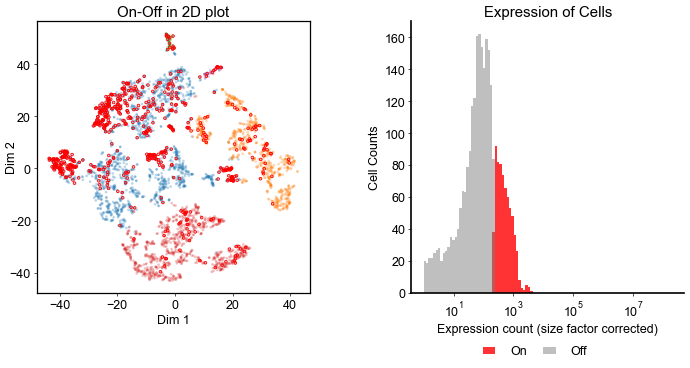 On-Off in 2D plot
Dim 2
40
20
0
−20
−40
−40 −20 0 20 40
Dim 1
Expression of Cells
Cell Counts
160
140
120
100
80
60
40
20
0
10^1 10^3 10^5 10^7
Expression count (size factor corrected)
On Off